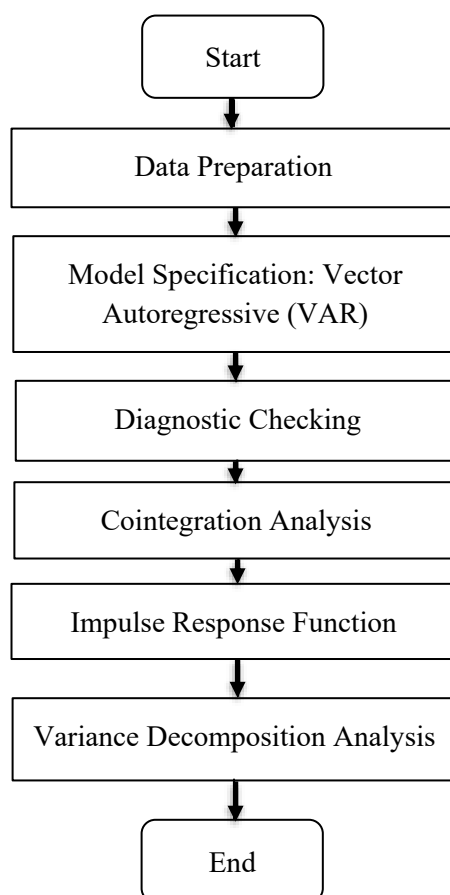 Start
Data Preparation
Model Specification: Vector
Autoregressive (VAR)
Diagnostic Checking
Cointegration Analysis
Impulse Response Function
Variance Decomposition Analysis
End